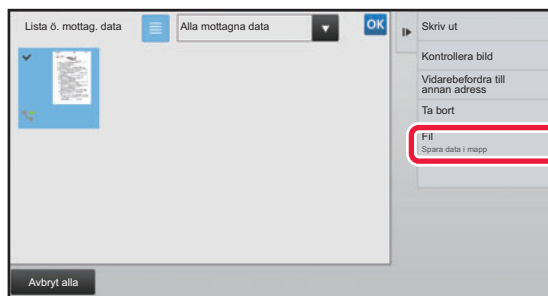 Lista ö. mottag. data
Alla mottagna data
OK
Skriv ut
Kontrollera bild
Vidarebefordra till
annan adress
Ta bort
Fil
Spara data i mapp
Avbryt alla